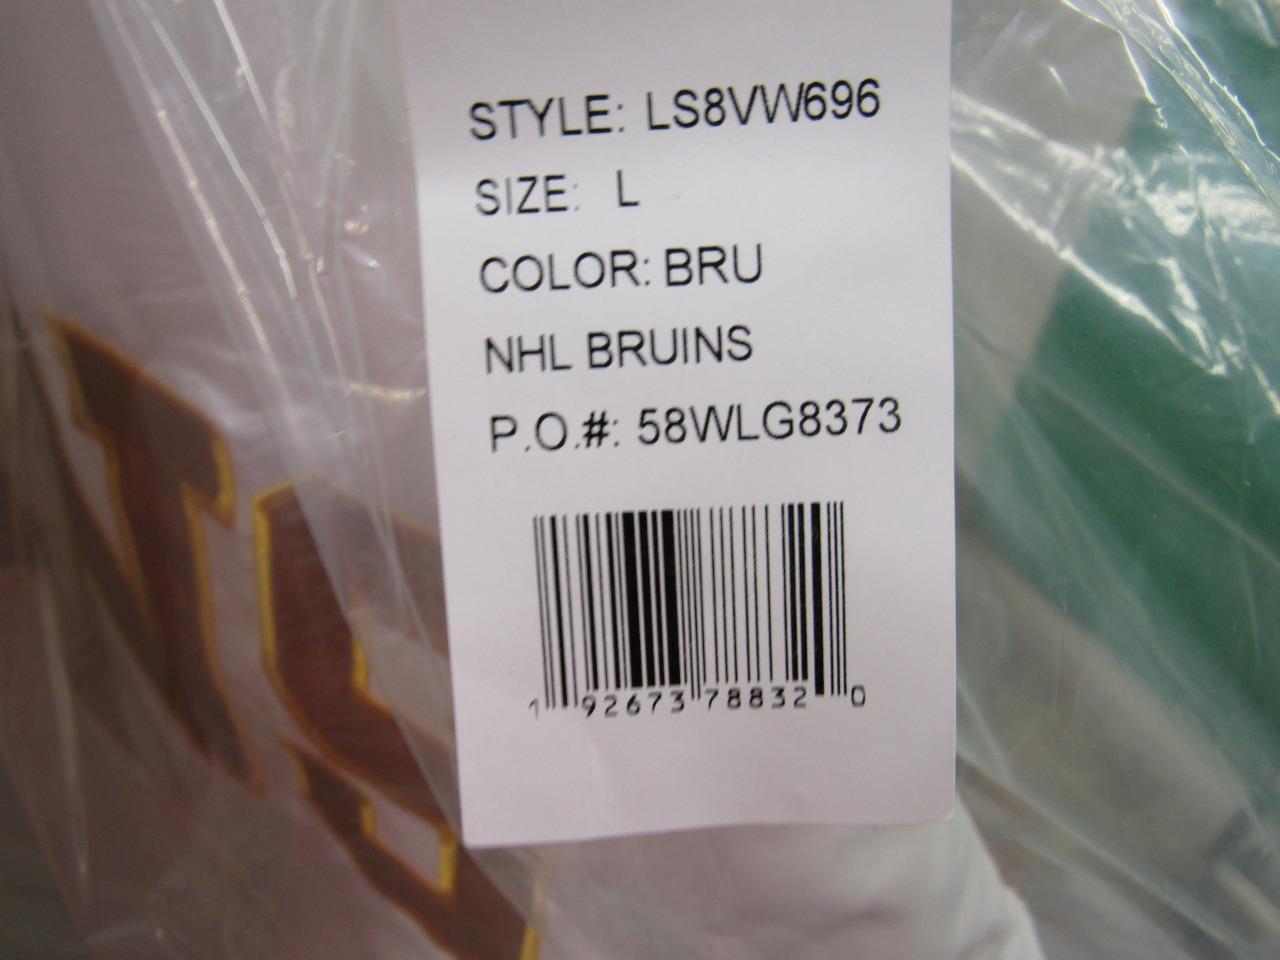 STYLE: LS8VW696
SIZE: L
COLOR: BRU
NHL BRUINS
P.O.#: 58WLG8373
1 92673 78832 0